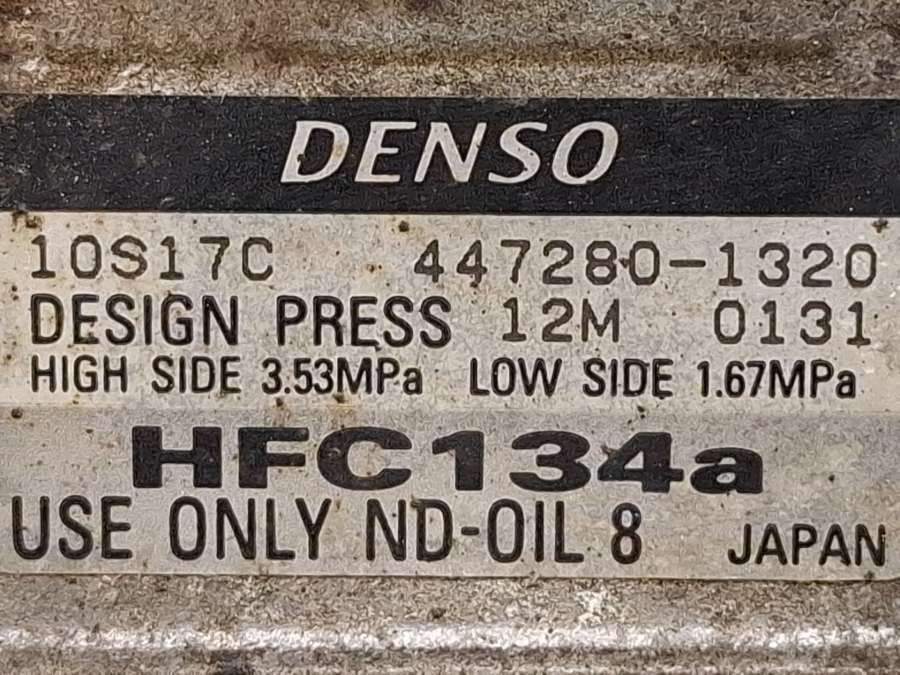 DENSO
10S17C 447280-1320
DESIGN PRESS 12M 0131
HIGH SIDE 3.53MPa LOW SIDE 1.67MPa
HFC134a
USE ONLY ND-OIL 8 JAPAN